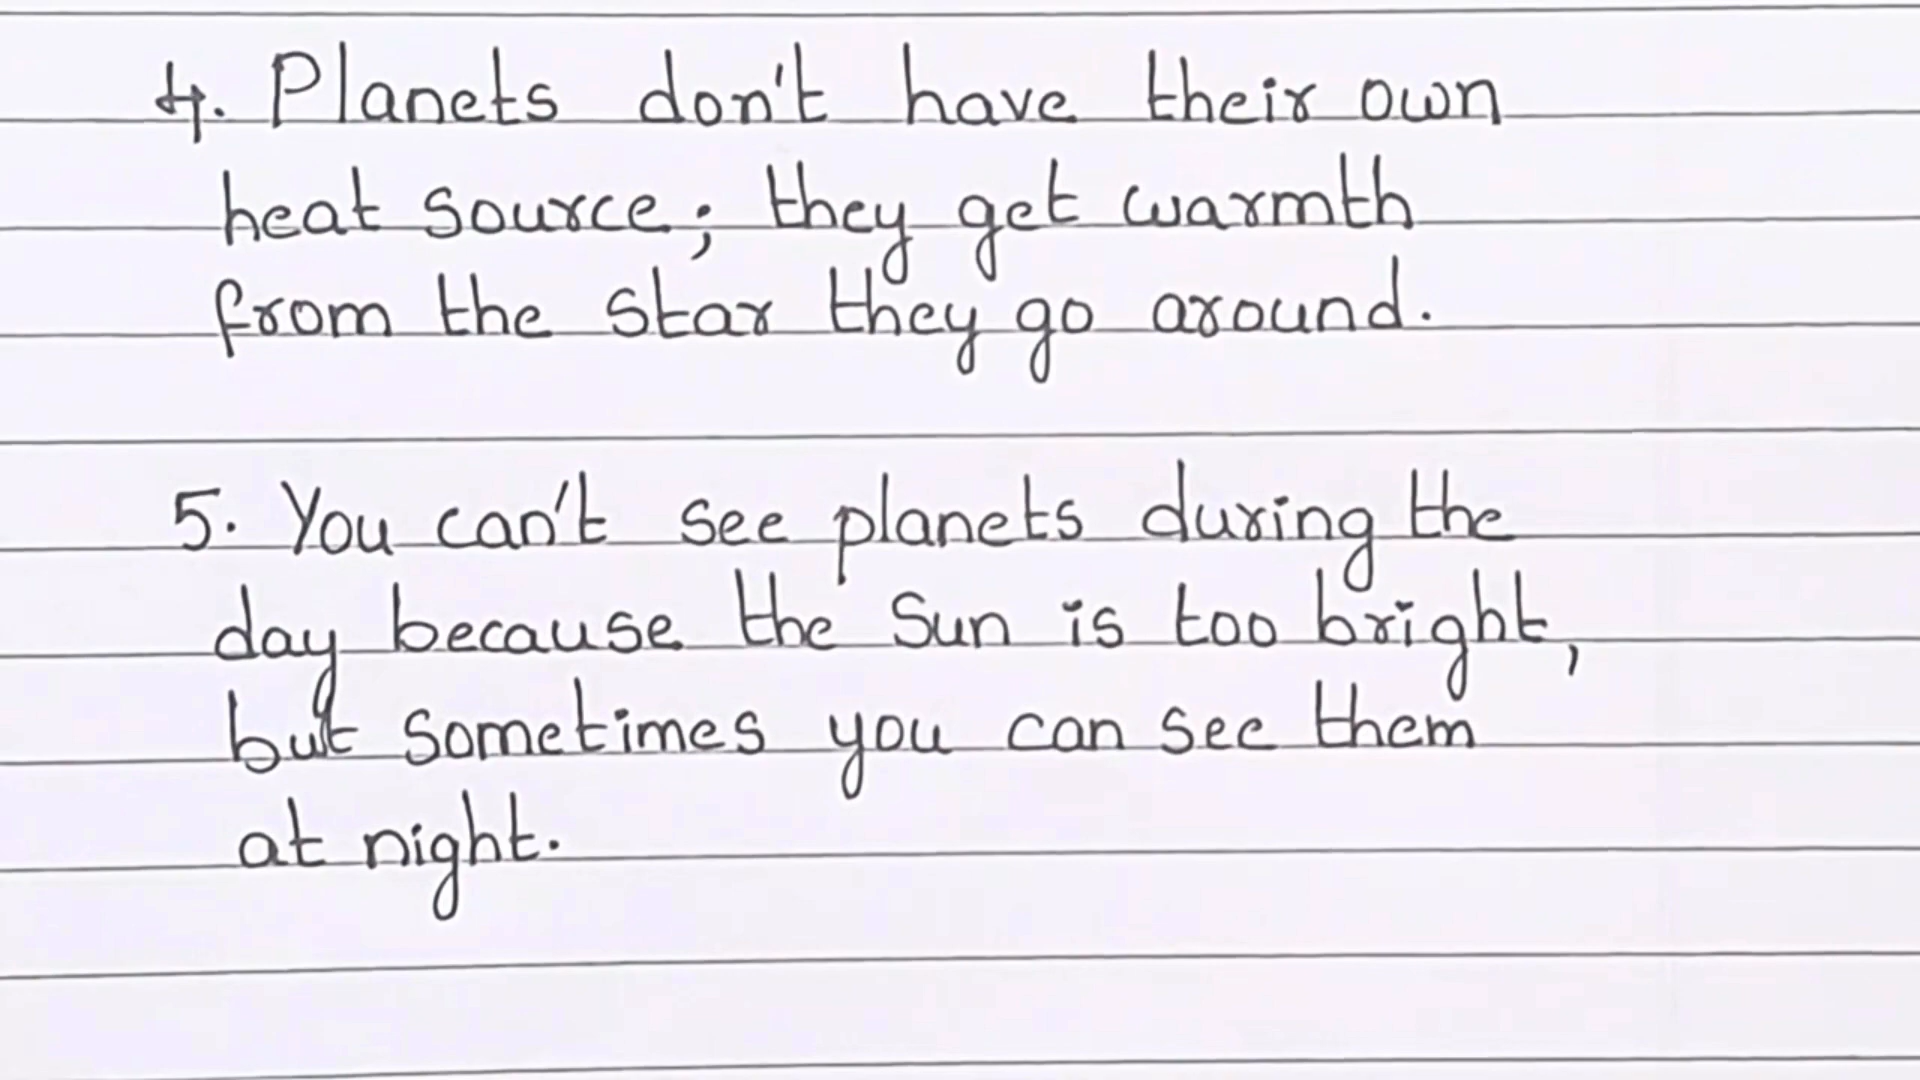 4. Planets don't have their own
heat source; they get warmth
from the star they go around.
5. You can't see planets during the
day because the Sun is too bright,
but sometimes you can see them
at night.